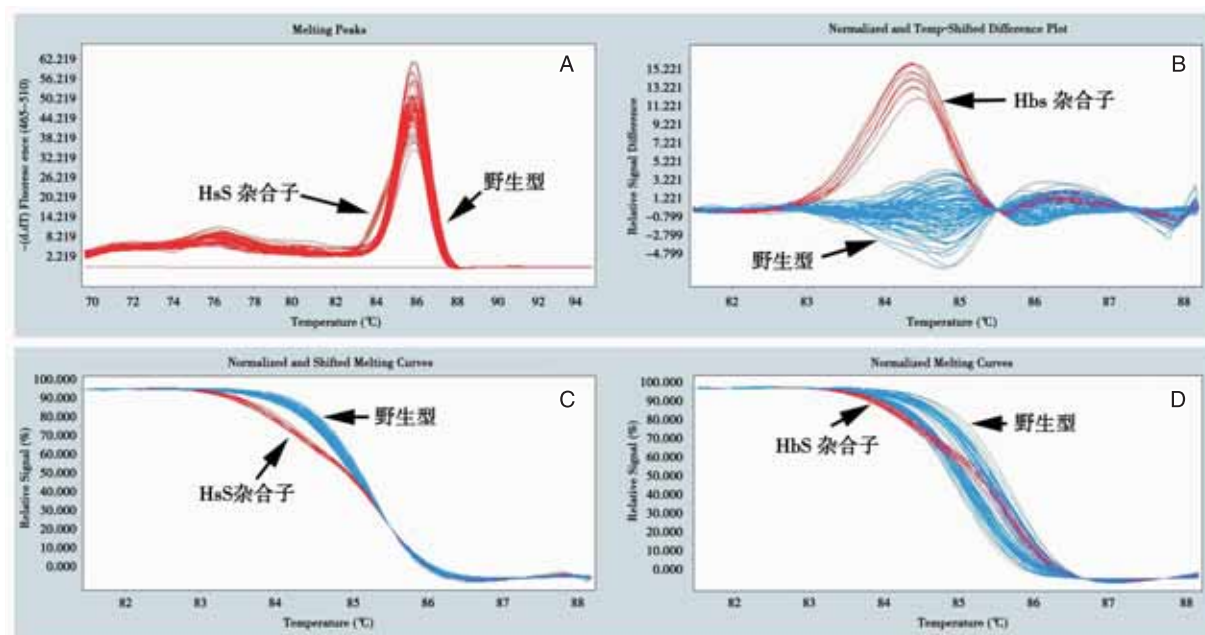 Melting Peaks
A
62.219
56.219
50.219
44.219
38.219
32.219
26.219
20.219
14.219
8.219
2.219
-(d.dT) Fluoresc ence (465-510)
HsS 杂合子
野生型
70 72 74 76 78 80 82 84 86 88 90 92 94
Temperature (℃)
Normalized and Temp-Shifted Difference Plot
B
15.221
13.221
11.221
9.221
7.221
5.221
3.221
1.221
-0.799
-2.799
-4.799
Relative Signal Difference
Hbs 杂合子
野生型
82 83 84 85 86 87 88
Temperature (℃)
Normalized and Shifted Melting Curves
C
100.000
90.000
80.000
70.000
60.000
50.000
40.000
30.000
20.000
10.000
0.000
Relative Signal (%)
野生型
HsS杂合子
82 83 84 85 86 87 88
Temperature (℃)
Normalized Melting Curves
D
100.000
90.000
80.000
70.000
60.000
50.000
40.000
30.000
20.000
10.000
0.000
Relative Signal (%)
野生型
HbS 杂合子
82 83 84 85 86 87 88
Temperature (℃)